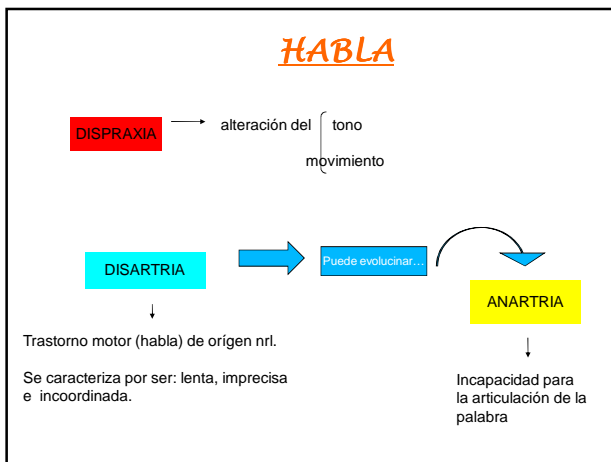 HABLA
DISPRAXIA
alteración del
tono
movimiento
DISARTRIA
Puede evolucinar…
ANARTRIA
Trastorno motor (habla) de orígen nrl.
Se caracteriza por ser: lenta, imprecisa
e incoordinada.
Incapacidad para
la articulación de la
palabra